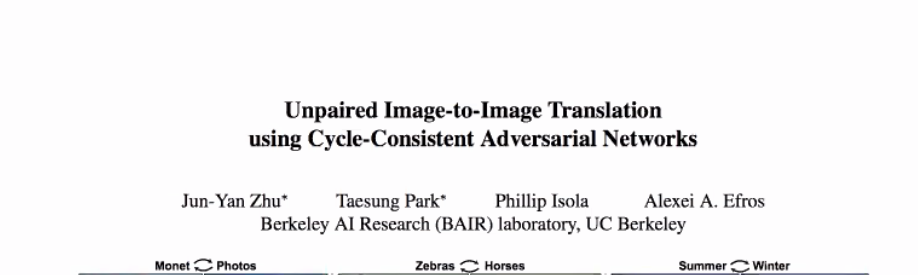 Unpaired Image-to-Image Translation
using Cycle-Consistent Adversarial Networks
Jun-Yan Zhu* Taesung Park* Phillip Isola Alexei A. Efros
Berkeley AI Research (BAIR) laboratory, UC Berkeley
Monet Photos Zebras Horses Summer Winter